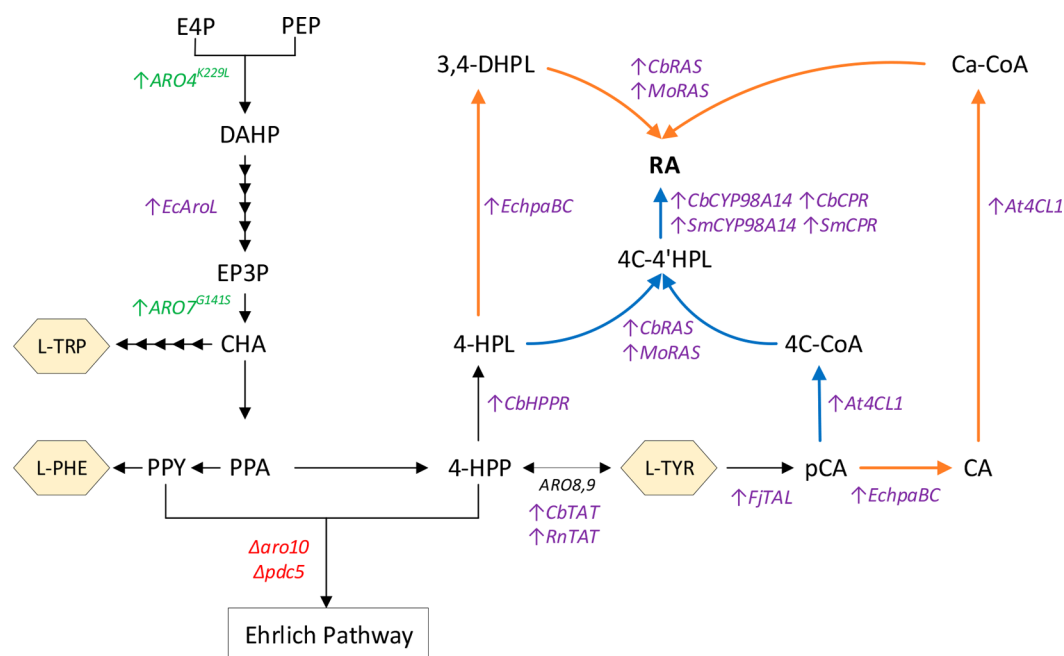 E4P PEP
↑ARO4K229L
DAHP
↑EcAroL
EP3P
↑ARO7G141S
L-TRP CHA
L-PHE PPY PPA
Δaro10
Δpdc5
Ehrlich Pathway
3,4-DHPL
↑CbRAS
↑MoRAS
Ca-CoA
RA
↑EchpaBC
↑CbCYP98A14 ↑CbCPR
↑SmCYP98A14 ↑SmCPR
↑At4CL1
4C-4'HPL
4-HPL
↑CbRAS
↑MoRAS
4C-CoA
↑CbHPPR
↑At4CL1
4-HPP
ARO8,9
↑CbTAT
↑RnTAT
L-TYR
↑FjTAL
pCA
↑EchpaBC
CA